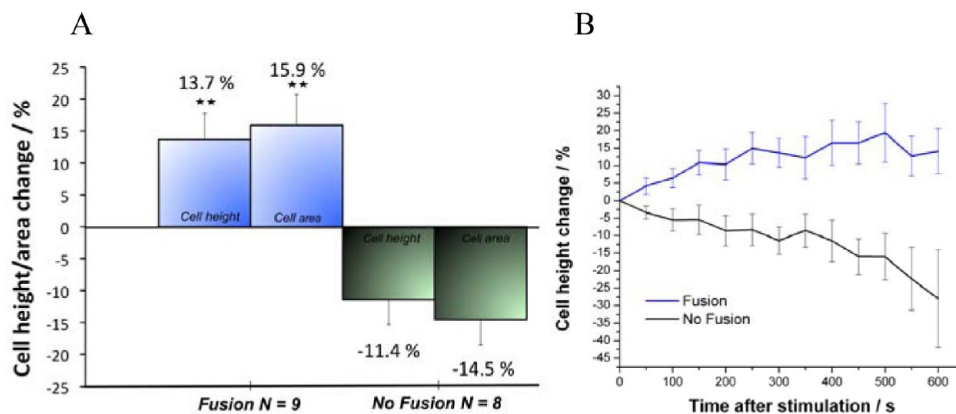 A
25
20
15
10
5
0
-5
-10
-15
-20
-25
Cell height/area change / %
13.7 %
★★
15.9 %
★★
Cell height
Cell area
Cell height
Cell area
-11.4 %
-14.5 %
Fusion N = 9
No Fusion N = 8
B
30
25
20
15
10
5
0
-5
-10
-15
-20
-25
-30
-35
-40
-45
Cell height change / %
Fusion
No Fusion
0 100 200 300 400 500 600
Time after stimulation / s